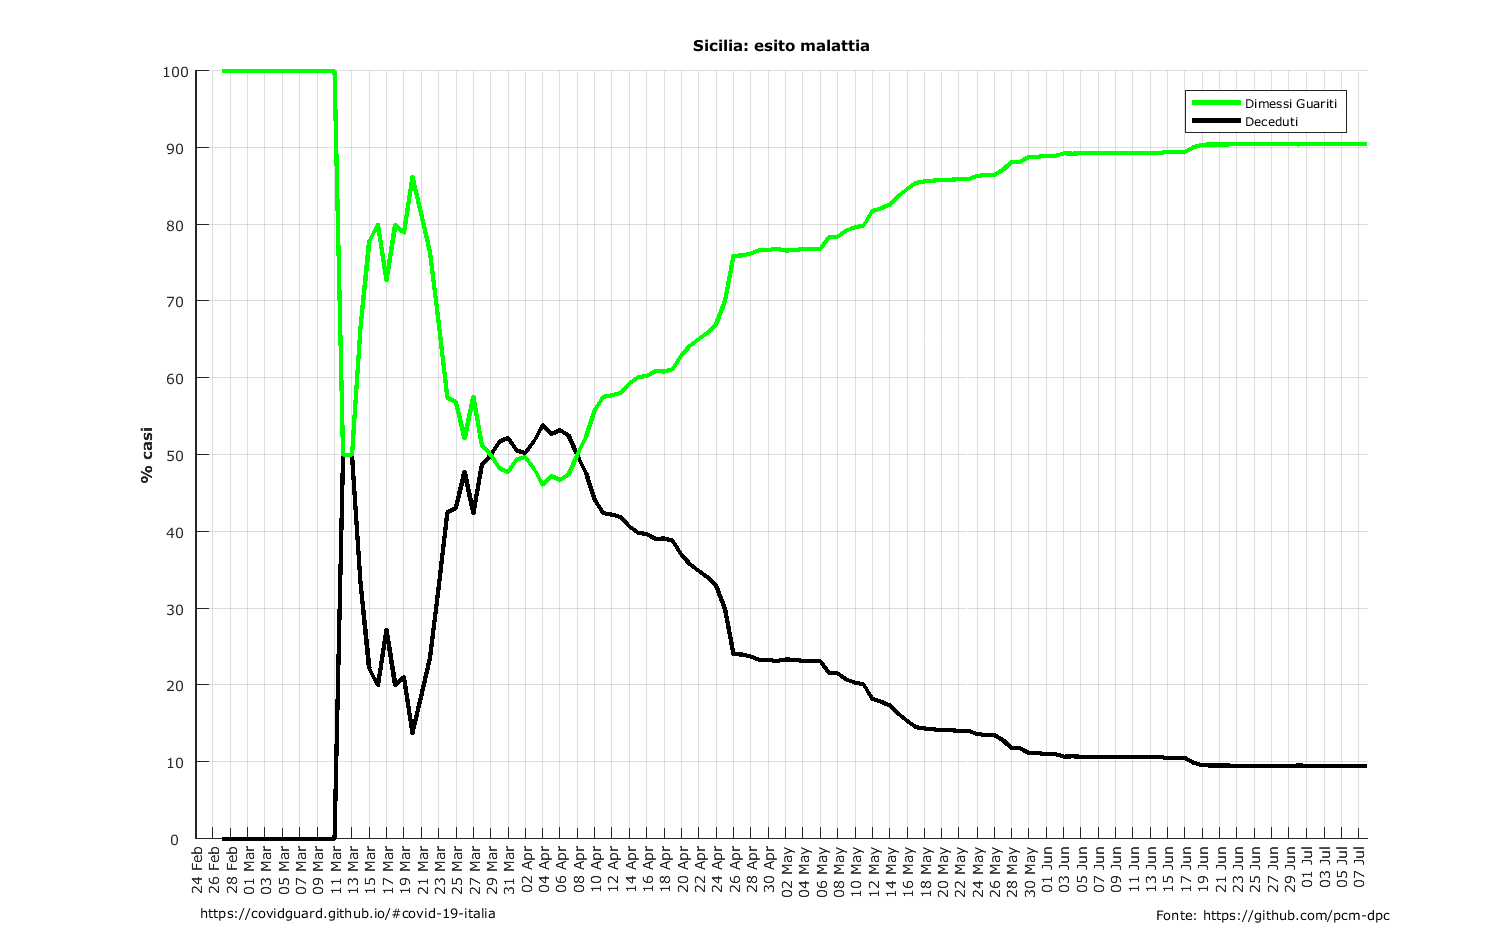 Sicilia: esito malattia
100
90
80
70
60
50
40
30
20
10
0
% casi
Dimessi Guariti
Deceduti
24 Feb
26 Feb
28 Feb
01 Mar
03 Mar
05 Mar
07 Mar
09 Mar
11 Mar
13 Mar
15 Mar
17 Mar
19 Mar
21 Mar
23 Mar
25 Mar
27 Mar
29 Mar
31 Mar
02 Apr
04 Apr
06 Apr
08 Apr
10 Apr
12 Apr
14 Apr
16 Apr
18 Apr
20 Apr
22 Apr
24 Apr
26 Apr
28 Apr
30 Apr
02 May
04 May
06 May
08 May
10 May
12 May
14 May
16 May
18 May
20 May
22 May
24 May
26 May
28 May
30 May
01 Jun
03 Jun
05 Jun
07 Jun
09 Jun
11 Jun
13 Jun
15 Jun
17 Jun
19 Jun
21 Jun
23 Jun
25 Jun
27 Jun
29 Jun
01 Jul
03 Jul
05 Jul
07 Jul
https://covidguard.github.io/#covid-19-italia
Fonte: https://github.com/pcm-dpc